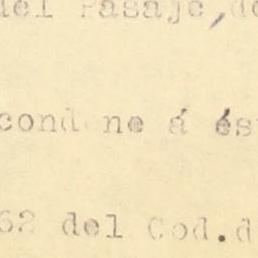 del Pasaje, de
condene á és
62 del Cod.d